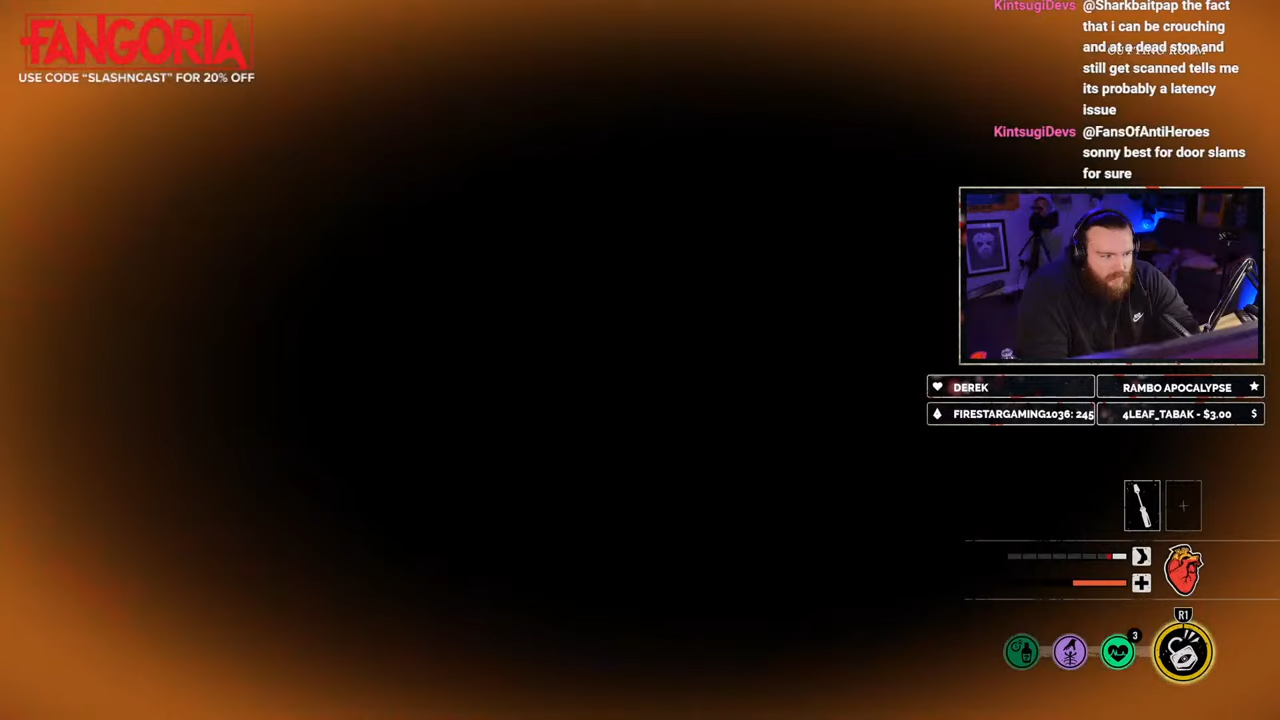 FANGORIA
USE CODE “SLASHNCAST” FOR 20% OFF
KintsugiDevs @Sharkbaitpap the fact
that i can be crouching
and at a dead stop and
still get scanned tells me
its probably a latency
issue
KintsugiDevs @FansOfAntiHeroes
sonny best for door slams
for sure
DEREK
RAMBO APOCALYPSE
FIRESTARGAMING1036: 245
4LEAF_TABAK - $3.00 $
R1
3